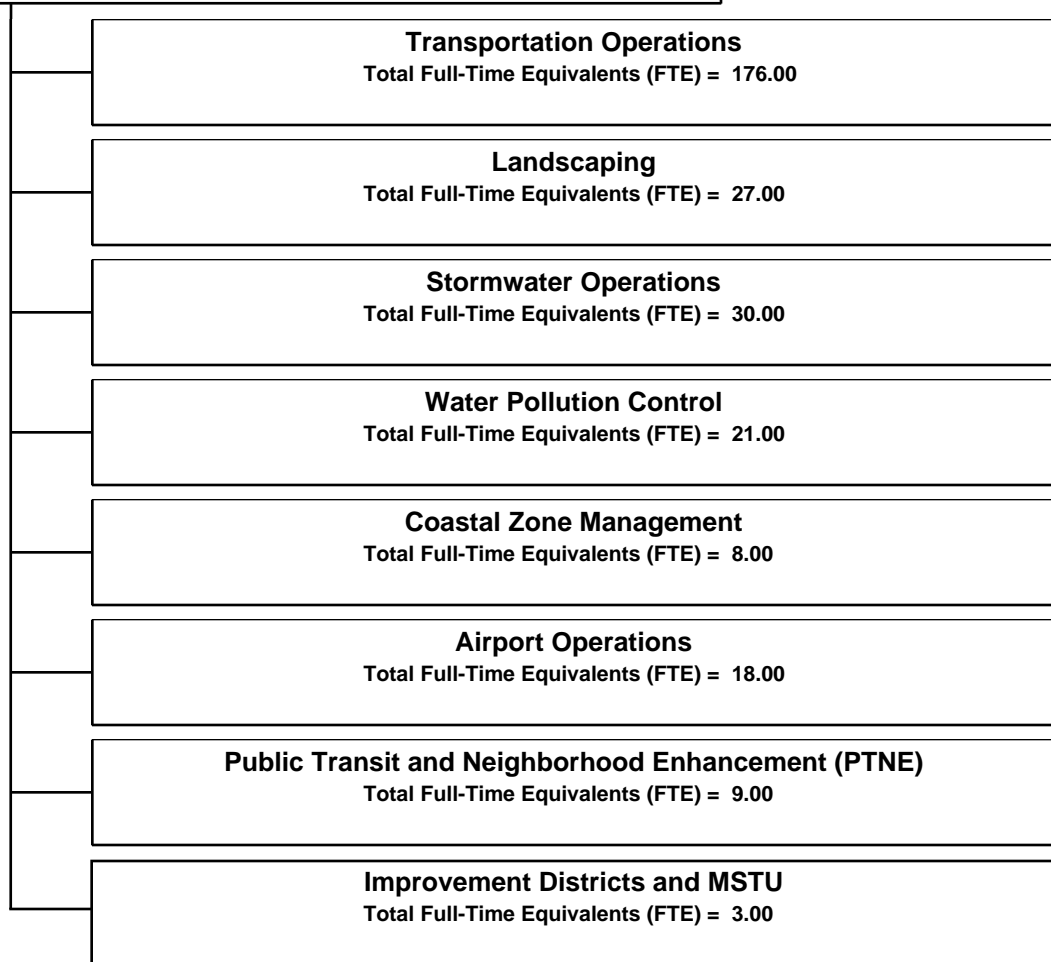 Transportation Operations
Total Full-Time Equivalents (FTE) = 176.00
Landscaping
Total Full-Time Equivalents (FTE) = 27.00
Stormwater Operations
Total Full-Time Equivalents (FTE) = 30.00
Water Pollution Control
Total Full-Time Equivalents (FTE) = 21.00
Coastal Zone Management
Total Full-Time Equivalents (FTE) = 8.00
Airport Operations
Total Full-Time Equivalents (FTE) = 18.00
Public Transit and Neighborhood Enhancement (PTNE)
Total Full-Time Equivalents (FTE) = 9.00
Improvement Districts and MSTU
Total Full-Time Equivalents (FTE) = 3.00